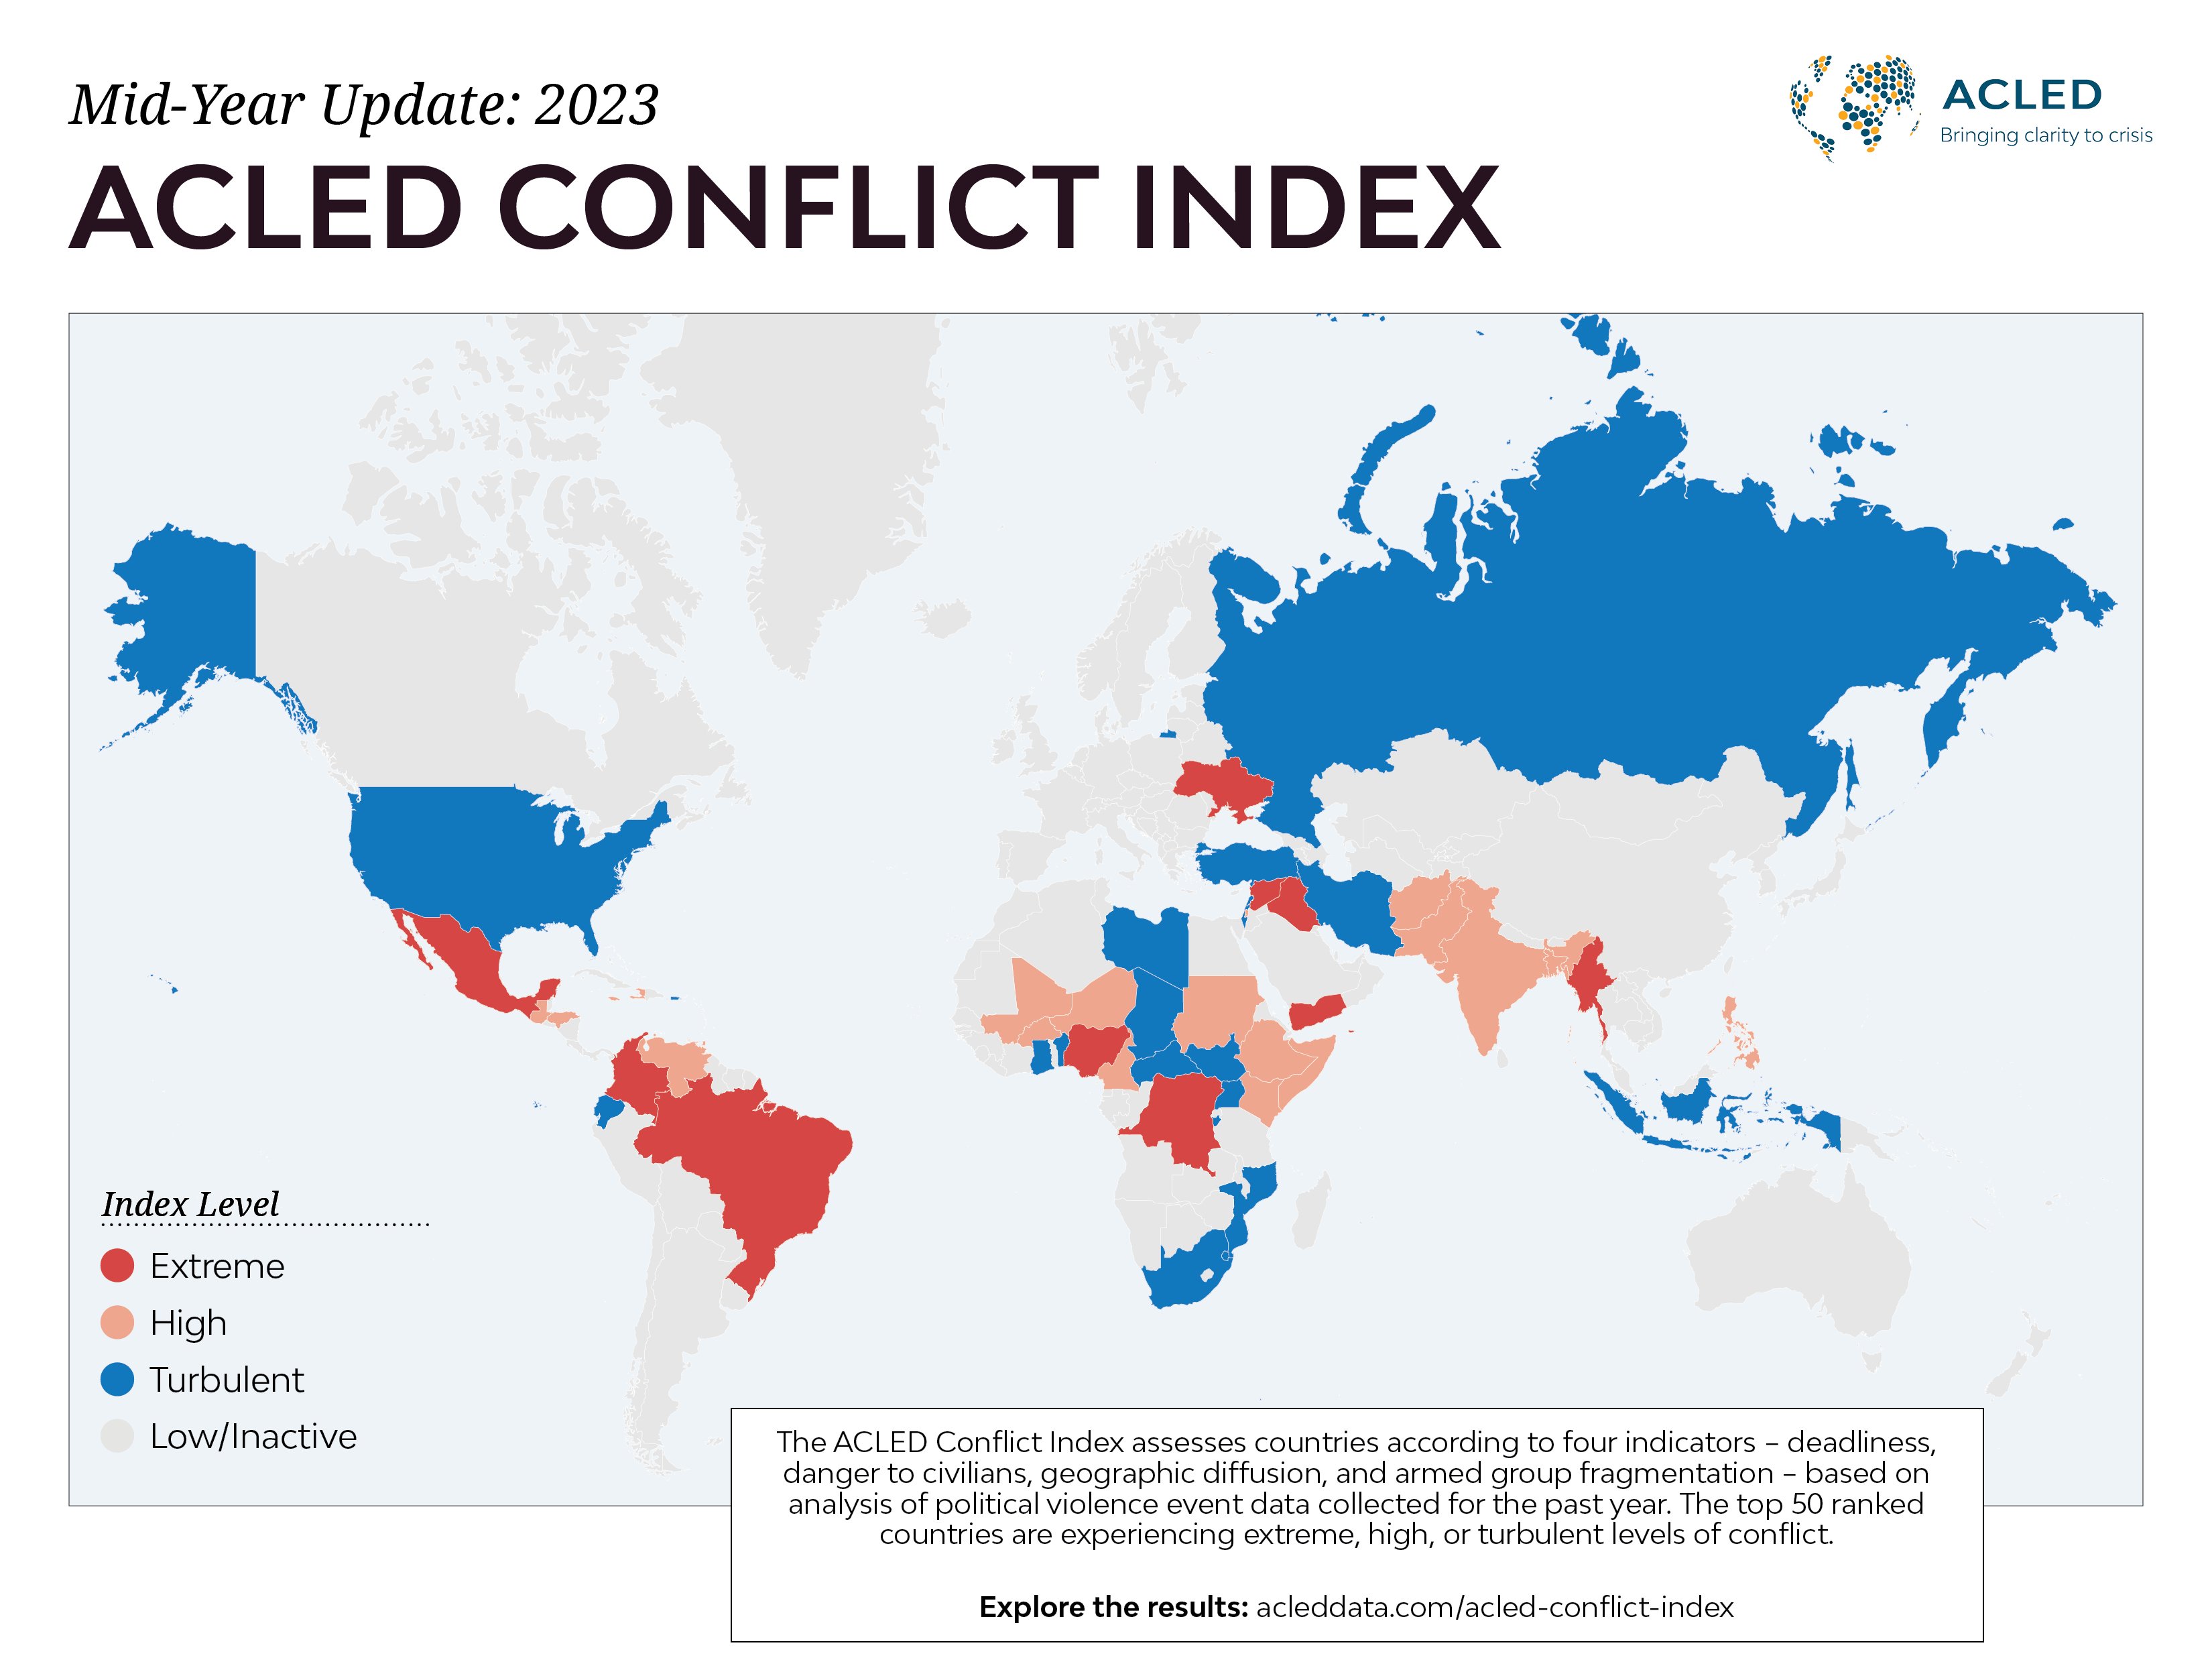 Mid-Year Update: 2023
ACLED CONFLICT INDEX
ACLED
Bringing clarity to crisis
Index Level
Extreme
High
Turbulent
Low/Inactive
The ACLED Conflict Index assesses countries according to four indicators – deadliness,
danger to civilians, geographic diffusion, and armed group fragmentation – based on
analysis of political violence event data collected for the past year. The top 50 ranked
countries are experiencing extreme, high, or turbulent levels of conflict.
Explore the results: acleddata.com/acled-conflict-index